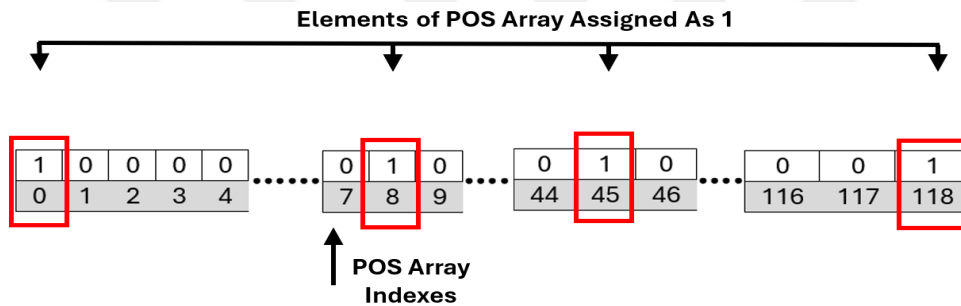 Elements of POS Array Assigned As 1
1 0 0 0 0 0 1 0 0 1 0 0 0 1
0 1 2 3 4 ...... 7 8 9 .... 44 45 46 .... 116 117 118
POS Array
Indexes